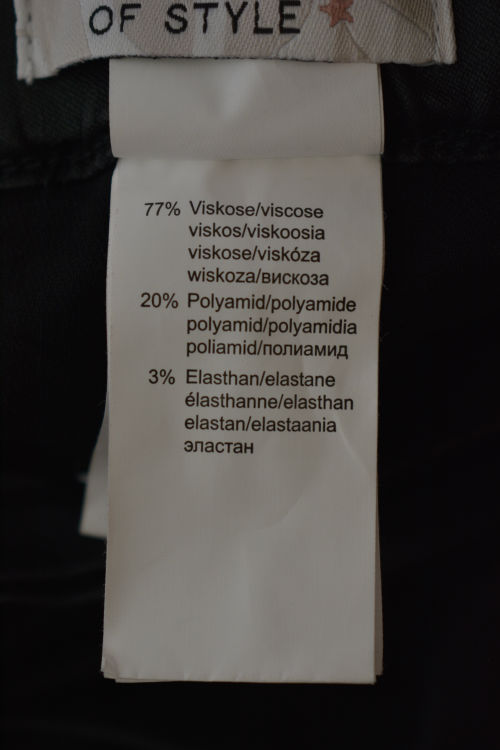 OF STYLE
77% Viskose/viscose
viskos/viskoosia
viskose/viskóza
wiskoza/вискоза
20% Polyamid/polyamide
polyamid/polyamidia
poliamid/полиамид
3% Elasthan/elastane
élasthanne/elasthan
elastan/elastaania
эластан